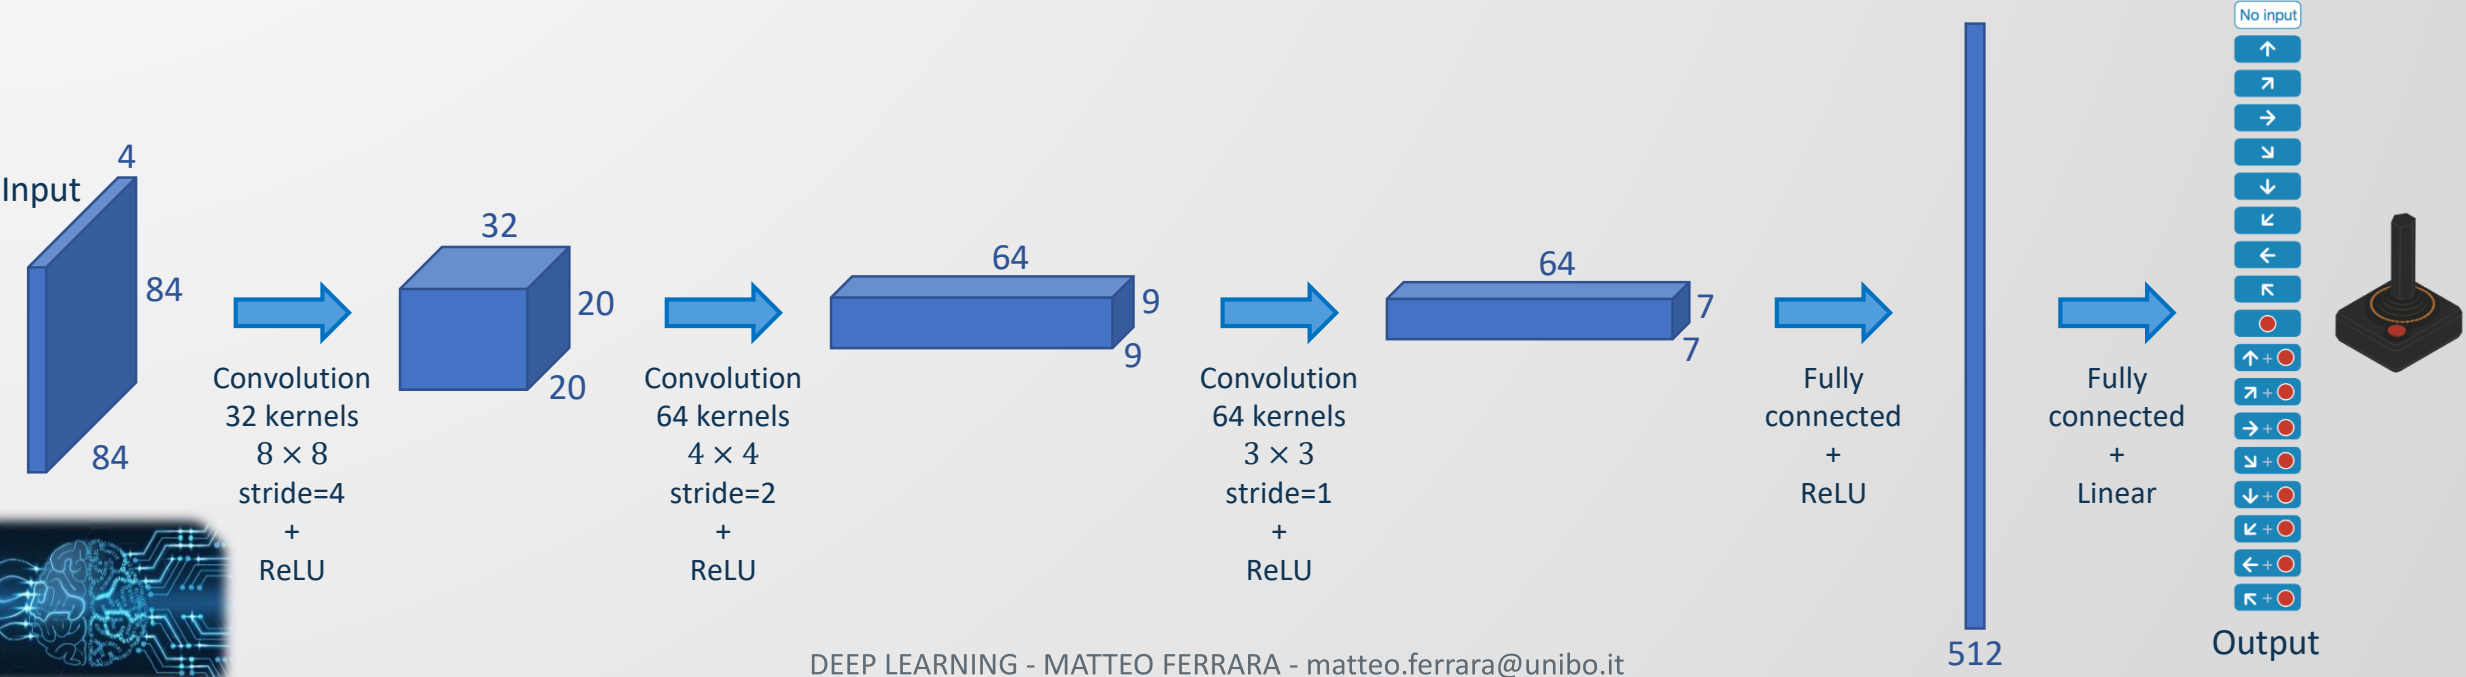 No input
4
Input
84
84
Convolution
32 kernels
8 × 8
stride=4
+
ReLU
32
20
20
Convolution
64 kernels
4 × 4
stride=2
+
ReLU
64
9
9
Convolution
64 kernels
3 × 3
stride=1
+
ReLU
64
7
7
Fully
connected
+
ReLU
512
Fully
connected
+
Linear
↑
↗
→
↘
↓
↙
←
↖
↑+
↗+
→+
↘+
↓+
↙+
←+
↖+
Output
DEEP LEARNING - MATTEO FERRARA - matteo.ferrara@unibo.it